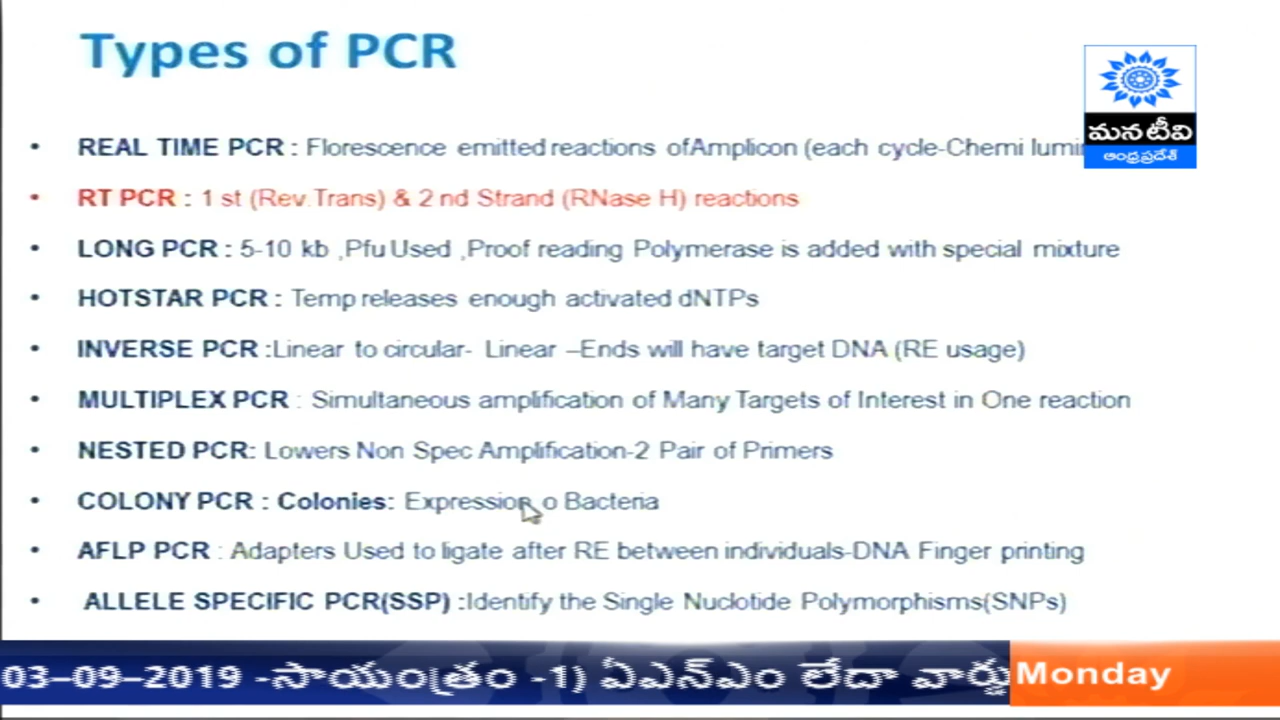 Types of PCR
• REAL TIME PCR : Florescence emitted reactions of Amplicon (each cycle-Chemi
మన టీవి
ఆంధ్రప్రదేశ్
• RT PCR : 1 st (Rev.Trans) & 2 nd Strand (RNase H) reactions
• LONG PCR : 5-10 kb ,Pfu Used ,Proof reading Polymerase is added with special mixture
• HOTSTAR PCR : Temp releases enough activated dNTPs
• INVERSE PCR :Linear to circular- Linear –Ends will have target DNA (RE usage)
• MULTIPLEX PCR : Simultaneous amplification of Many Targets of Interest in One reaction
• NESTED PCR: Lowers Non Spec Amplification-2 Pair of Primers
• COLONY PCR : Colonies: Expression o Bacteria
• AFLP PCR : Adapters Used to ligate after RE between individuals-DNA Finger printing
• ALLELE SPECIFIC PCR(SSP) :Identify the Single Nuclotide Polymorphisms(SNPs)
03–09–2019 -సాయంత్రం -1) ఏఎన్ఎం లేదా వార్డు Monday